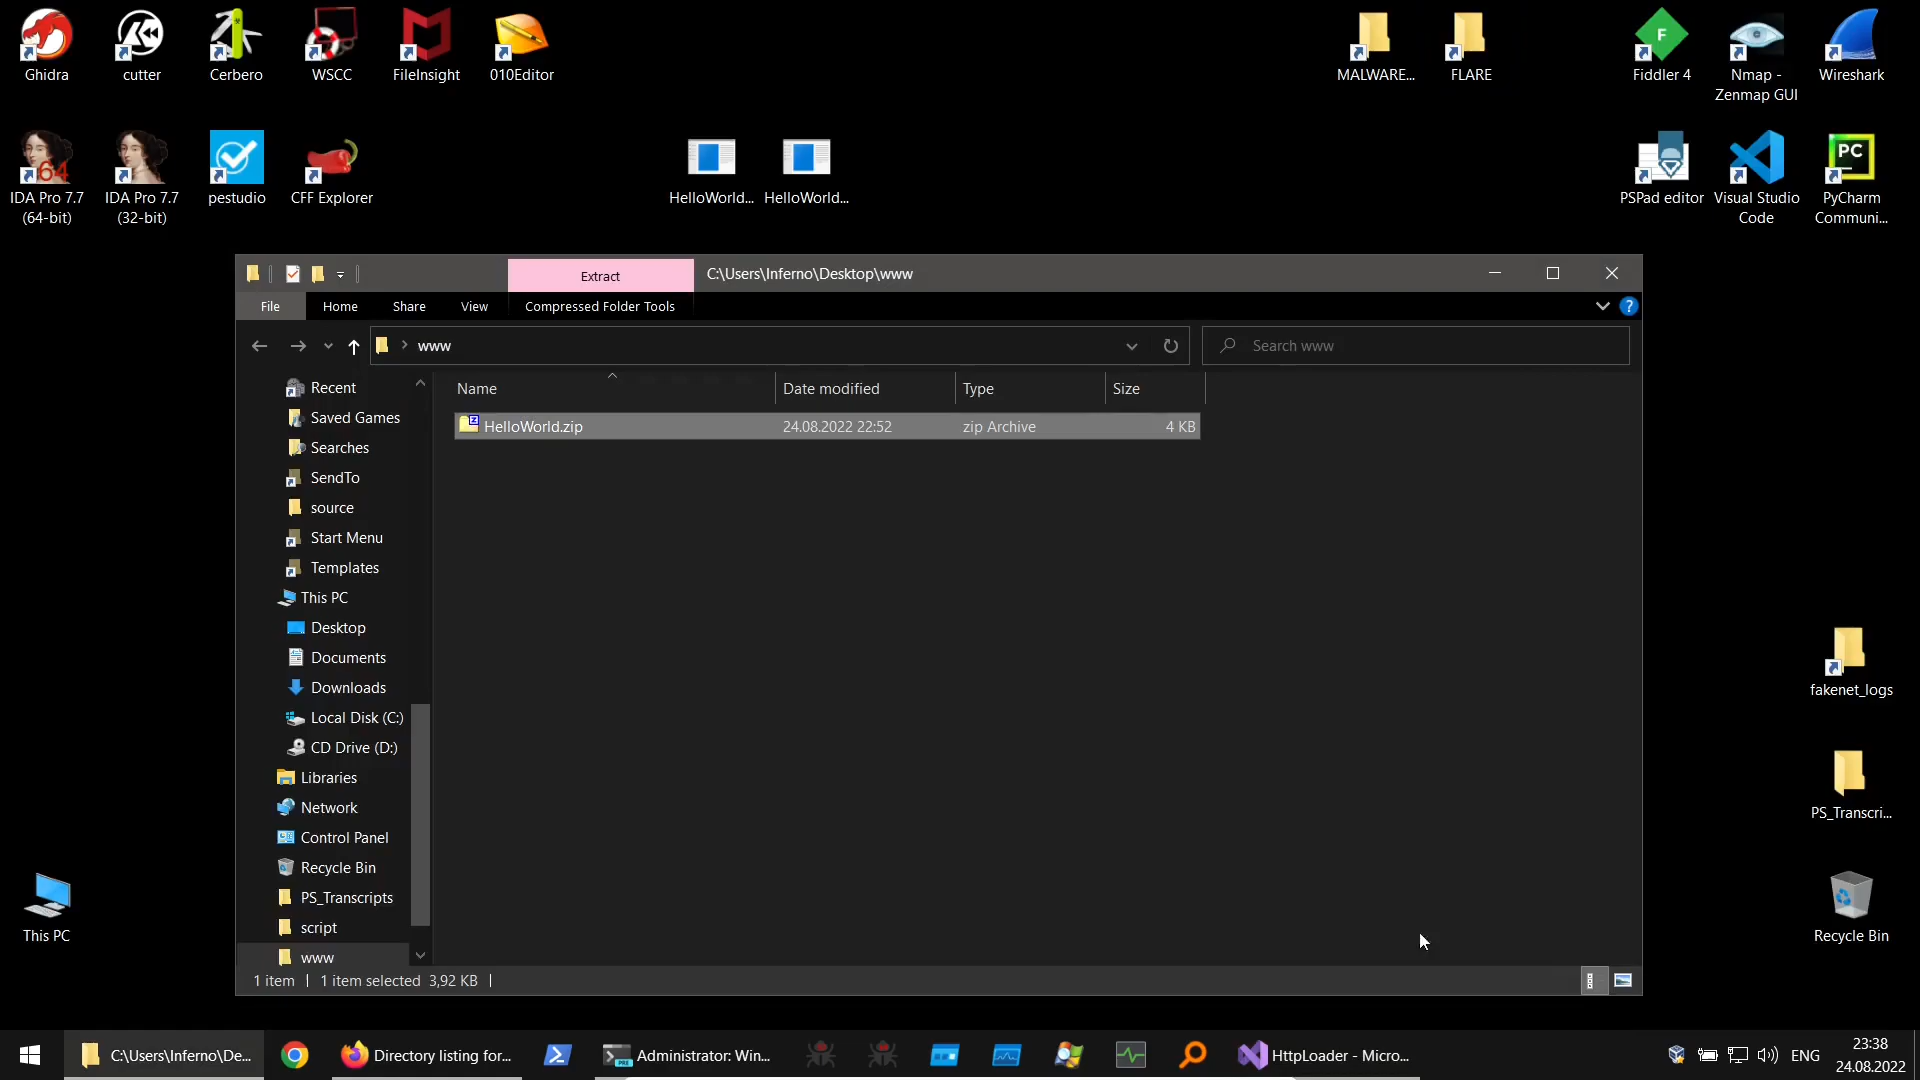 Ghidra
cutter
Cerbero
WSCC
FileInsight
010Editor
MALWARE...
FLARE
Fiddler 4
Nmap -
Zenmap GUI
Wireshark
64
PC
IDA Pro 7.7
(64-bit)
IDA Pro 7.7
(32-bit)
pestudio
CFF Explorer
HelloWorld...
HelloWorld...
PSPad editor
Visual Studio
Code
PyCharm
Communi...
Extract
C:\Users\Inferno\Desktop\www
File
Home
Share
View
Compressed Folder Tools
www
Search www
Name
Date modified
Type
Size
HelloWorld.zip
24.08.2022 22:52
zip Archive
4 KB
Recent
Saved Games
Searches
SendTo
source
Start Menu
Templates
This PC
Desktop
Documents
Downloads
Local Disk (C:)
CD Drive (D:)
Libraries
Network
Control Panel
Recycle Bin
PS_Transcripts
script
www
1 item
1 item selected 3,92 KB
fakenet_logs
PS_Transcri...
This PC
Recycle Bin
C:\Users\Inferno\De...
Directory listing for...
Administrator: Win...
HttpLoader - Micro...
ENG
23:38
24.08.2022